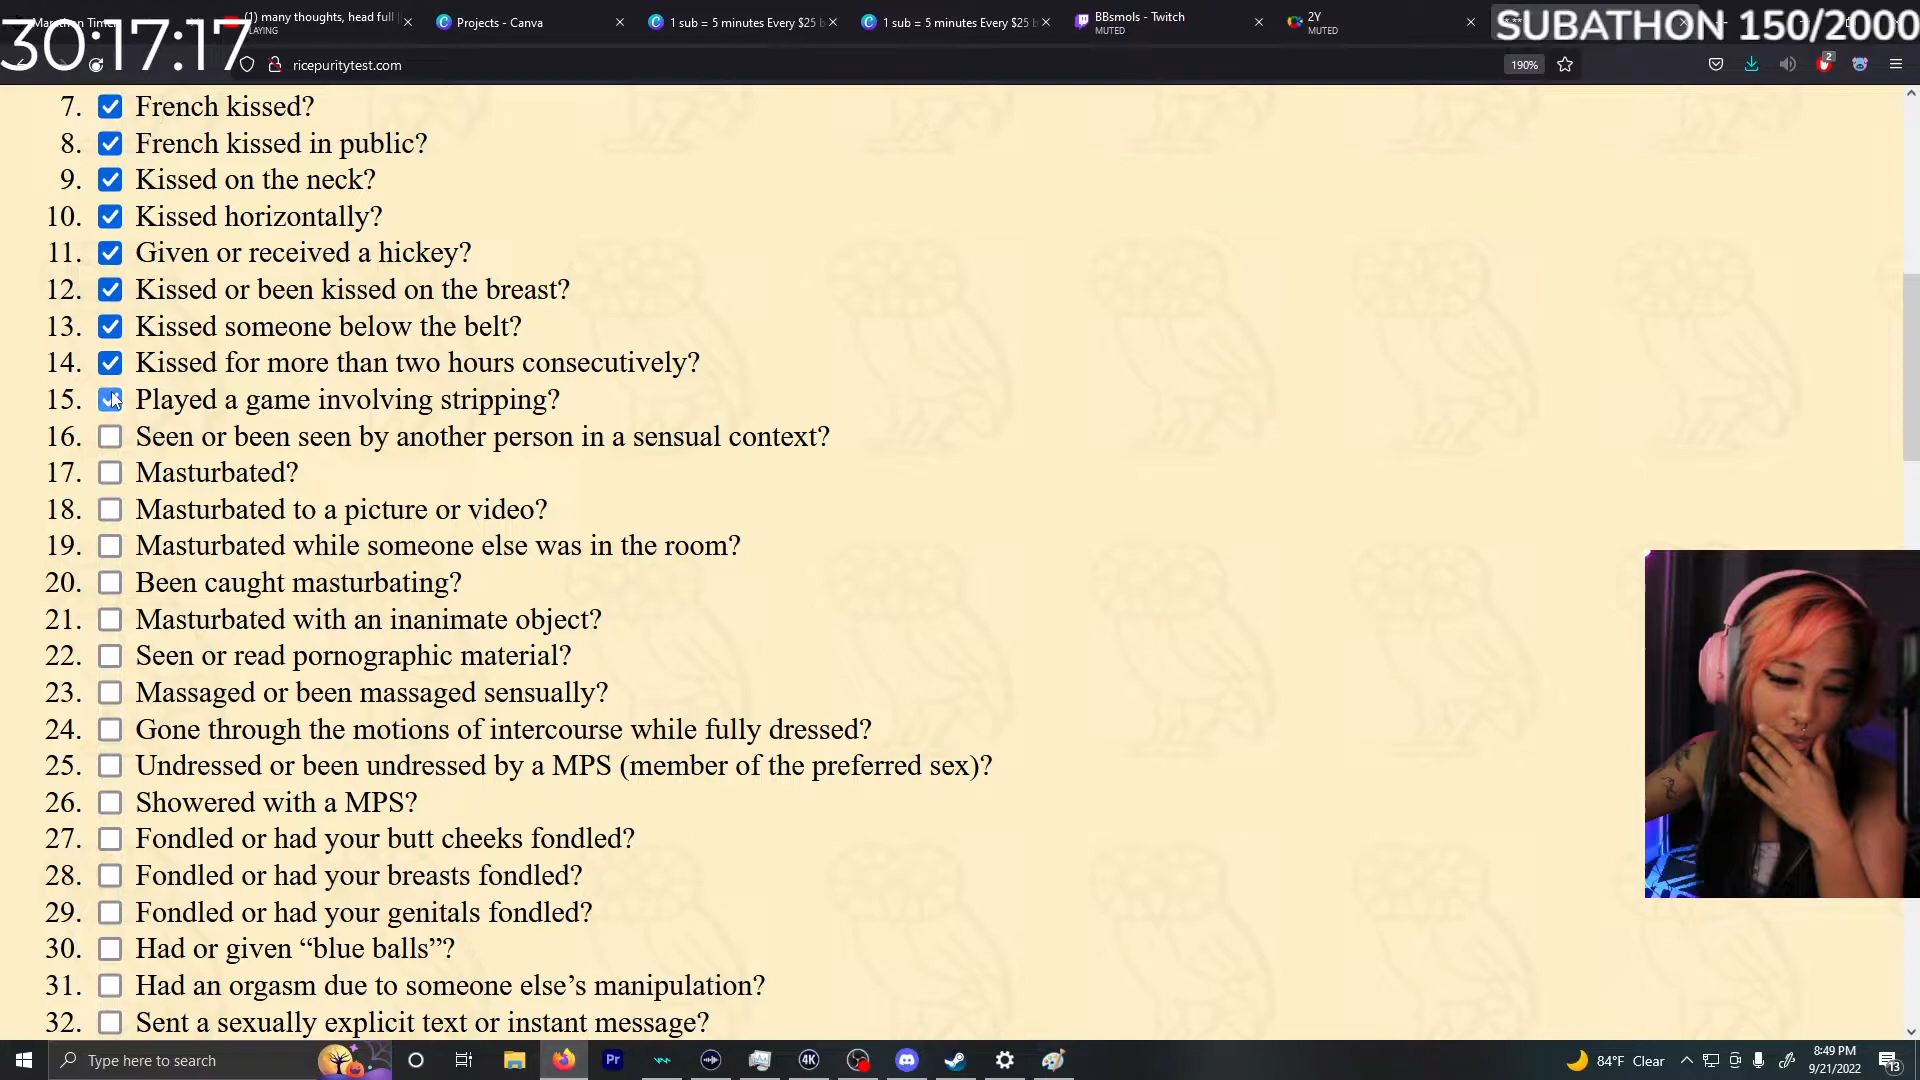 Marathon Timer
(1) many thoughts, head full
PLAYING
Projects - Canva
1 sub = 5 minutes Every $25 b
1 sub = 5 minutes Every $25 b
BBsmols - Twitch
MUTED
2Y
MUTED
SUBATHON 150/2000
30:17:17
ricepuritytest.com
190%
2
7. French kissed?
8. French kissed in public?
9. Kissed on the neck?
10. Kissed horizontally?
11. Given or received a hickey?
12. Kissed or been kissed on the breast?
13. Kissed someone below the belt?
14. Kissed for more than two hours consecutively?
15. Played a game involving stripping?
16. Seen or been seen by another person in a sensual context?
17. Masturbated?
18. Masturbated to a picture or video?
19. Masturbated while someone else was in the room?
20. Been caught masturbating?
21. Masturbated with an inanimate object?
22. Seen or read pornographic material?
23. Massaged or been massaged sensually?
24. Gone through the motions of intercourse while fully dressed?
25. Undressed or been undressed by a MPS (member of the preferred sex)?
26. Showered with a MPS?
27. Fondled or had your butt cheeks fondled?
28. Fondled or had your breasts fondled?
29. Fondled or had your genitals fondled?
30. Had or given “blue balls”?
31. Had an orgasm due to someone else’s manipulation?
32. Sent a sexually explicit text or instant message?
Type here to search
Pr
4K
84°F Clear
8:49 PM
9/21/2022
13